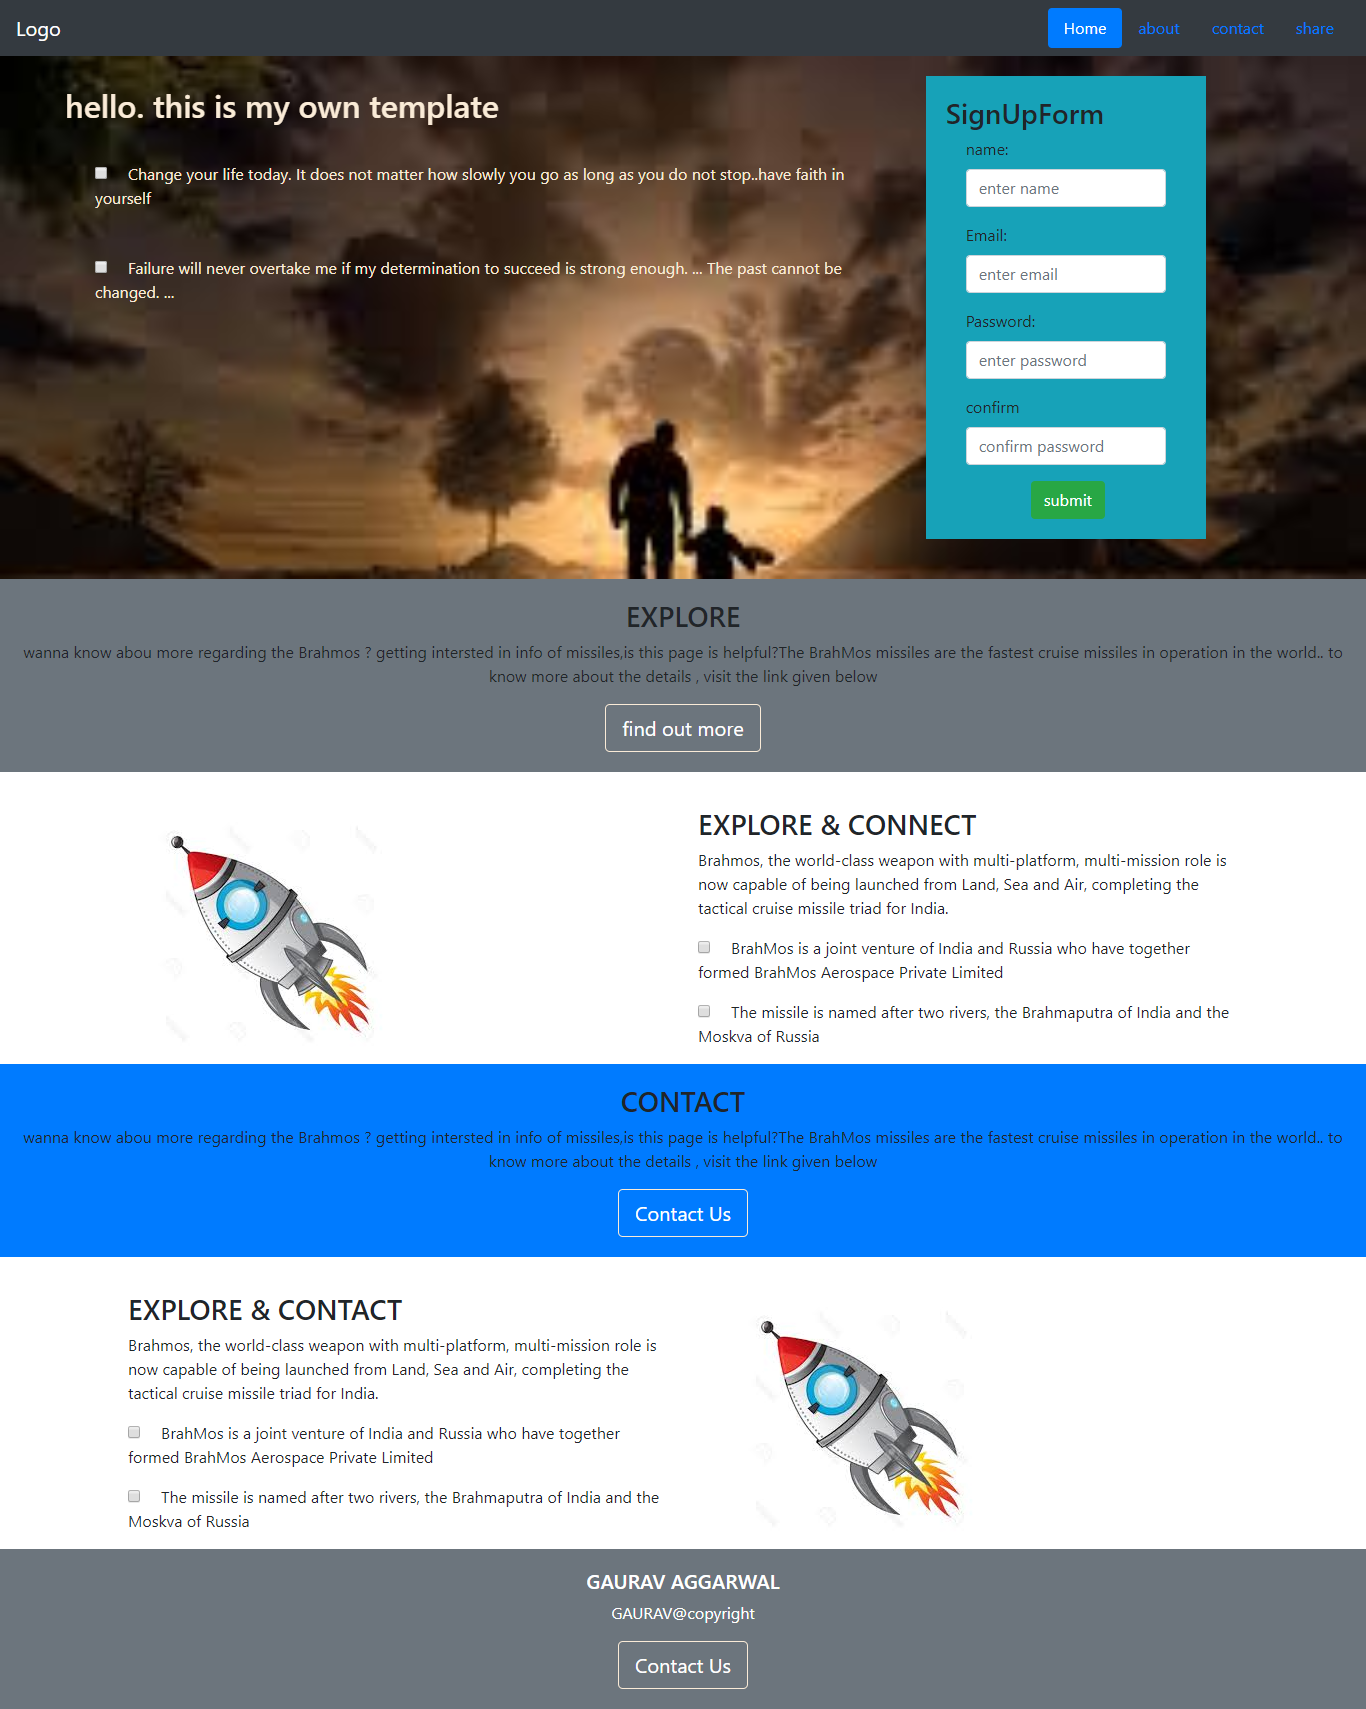 Logo
Home about contact share
hello. this is my own template
Change your life today. It does not matter how slowly you go as long as you do not stop..have faith in
yourself
Failure will never overtake me if my determination to succeed is strong enough. ... The past cannot be
changed. ...
SignUpForm
name:
enter name
Email:
enter email
Password:
enter password
confirm
confirm password
submit
EXPLORE
wanna know abou more regarding the Brahmos ? getting intersted in info of missiles,is this page is helpful?The BrahMos missiles are the fastest cruise missiles in operation in the world.. to
know more about the details , visit the link given below
find out more
EXPLORE & CONNECT
Brahmos, the world-class weapon with multi-platform, multi-mission role is
now capable of being launched from Land, Sea and Air, completing the
tactical cruise missile triad for India.
BrahMos is a joint venture of India and Russia who have together
formed BrahMos Aerospace Private Limited
The missile is named after two rivers, the Brahmaputra of India and the
Moskva of Russia
CONTACT
wanna know abou more regarding the Brahmos ? getting intersted in info of missiles,is this page is helpful?The BrahMos missiles are the fastest cruise missiles in operation in the world.. to
know more about the details , visit the link given below
Contact Us
EXPLORE & CONTACT
Brahmos, the world-class weapon with multi-platform, multi-mission role is
now capable of being launched from Land, Sea and Air, completing the
tactical cruise missile triad for India.
BrahMos is a joint venture of India and Russia who have together
formed BrahMos Aerospace Private Limited
The missile is named after two rivers, the Brahmaputra of India and the
Moskva of Russia
GAURAV AGGARWAL
GAURAV@copyright
Contact Us